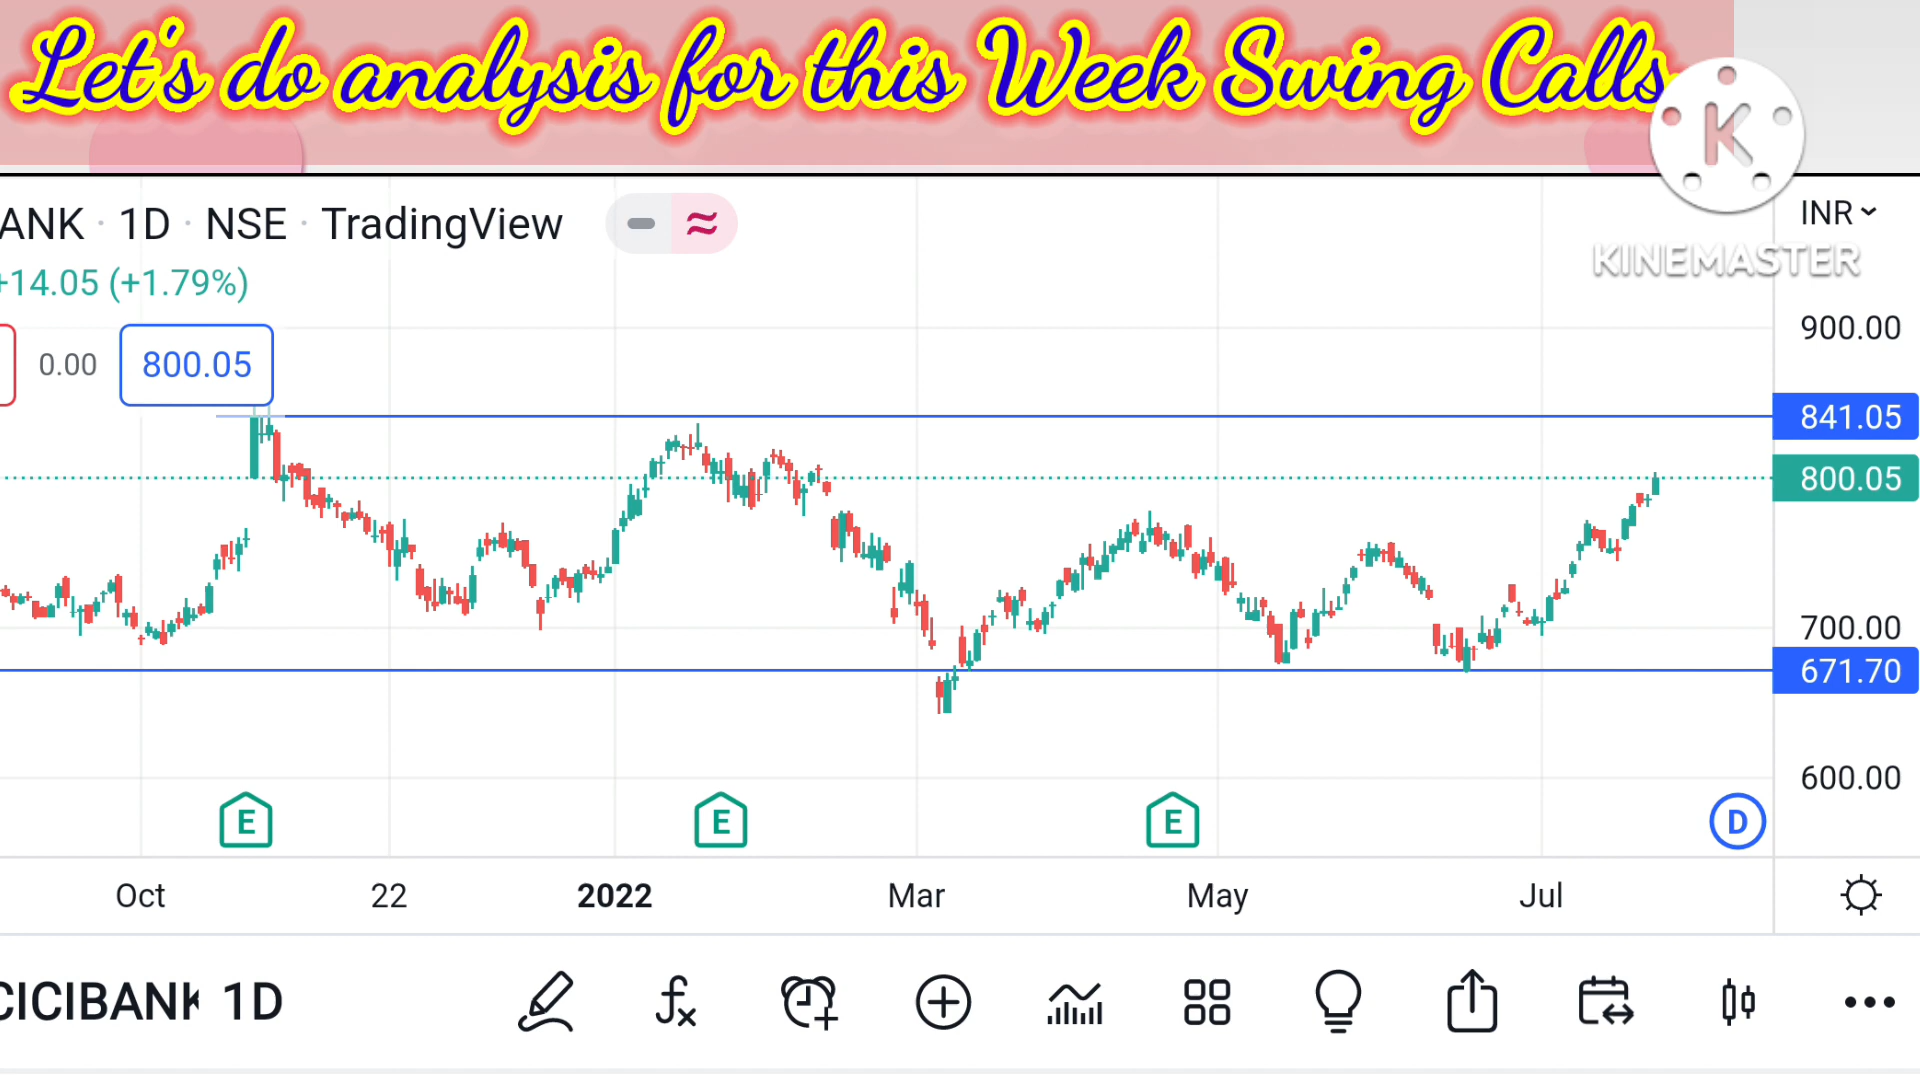 Let's do analysis for this Week Swing Calls
K
KINEMASTER
ANK · 1D · NSE · TradingView
INR
+14.05 (+1.79%)
0.00
800.05
900.00
841.05
800.05
700.00
671.70
600.00
E
E
E
D
Oct
22
2022
Mar
May
Jul
CICIBANK 1D
fx